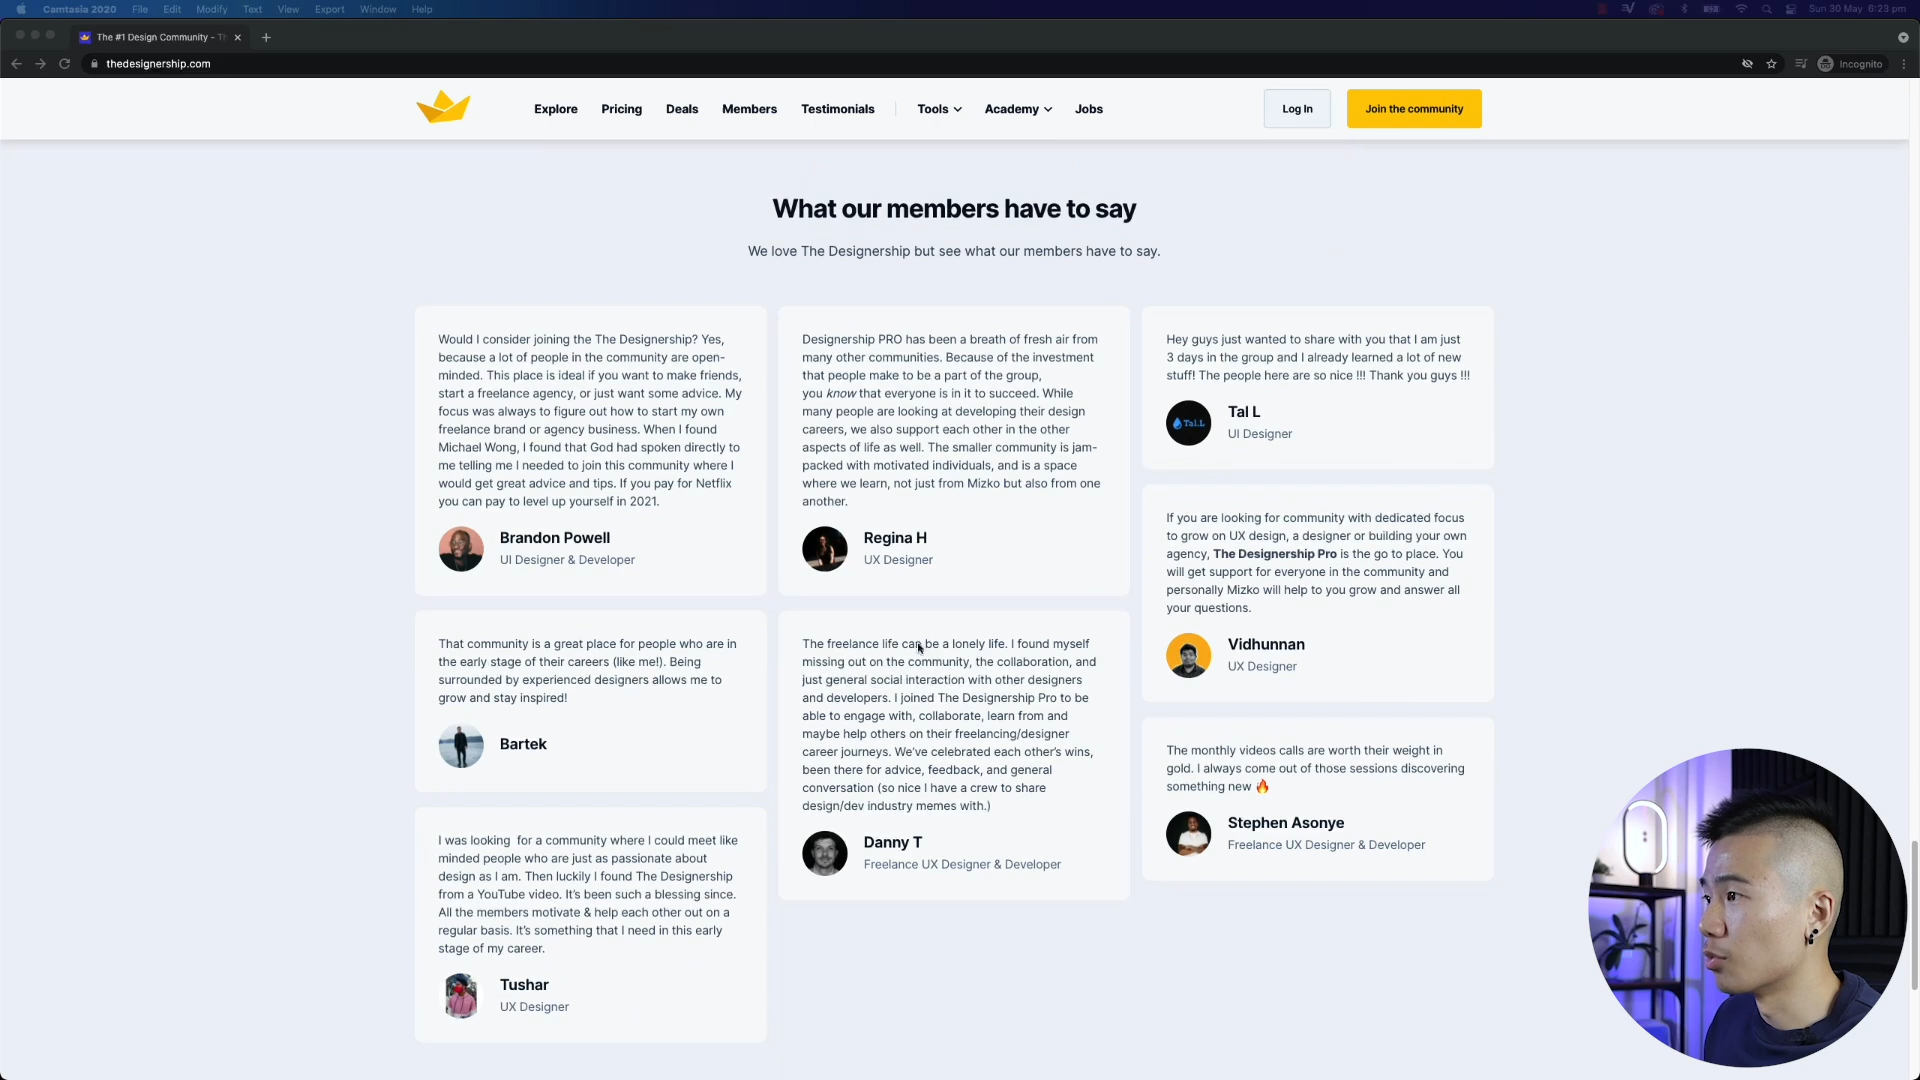 Camtasia 2020 File Edit Modify Text View Export Window Help
Sun 30 May 6:23 pm
The #1 Design Community - Th
thedesignership.com
Incognito
Explore Pricing Deals Members Testimonials Tools Academy Jobs
Log In
Join the community
What our members have to say
We love The Designership but see what our members have to say.
Would I consider joining the The Designership? Yes,
because a lot of people in the community are open-
minded. This place is ideal if you want to make friends,
start a freelance agency, or just want some advice. My
focus was always to figure out how to start my own
freelance brand or agency business. When I found
Michael Wong, I found that God had spoken directly to
me telling me I needed to join this community where I
would get great advice and tips. If you pay for Netflix
you can pay to level up yourself in 2021.
Brandon Powell
UI Designer & Developer
That community is a great place for people who are in
the early stage of their careers (like me!). Being
surrounded by experienced designers allows me to
grow and stay inspired!
Bartek
I was looking  for a community where I could meet like
minded people who are just as passionate about
design as I am. Then luckily I found The Designership
from a YouTube video. It's been such a blessing since.
All the members motivate & help each other out on a
regular basis. It's something that I need in this early
stage of my career.
Tushar
UX Designer
Designership PRO has been a breath of fresh air from
many other communities. Because of the investment
that people make to be a part of the group,
you know that everyone is in it to succeed. While
many people are looking at developing their design
careers, we also support each other in the other
aspects of life as well. The smaller community is jam-
packed with motivated individuals, and is a space
where we learn, not just from Mizko but also from one
another.
Regina H
UX Designer
The freelance life can be a lonely life. I found myself
missing out on the community, the collaboration, and
just general social interaction with other designers
and developers. I joined The Designership Pro to be
able to engage with, collaborate, learn from and
maybe help others on their freelancing/designer
career journeys. We've celebrated each other's wins,
been there for advice, feedback, and general
conversation (so nice I have a crew to share
design/dev industry memes with.)
Danny T
Freelance UX Designer & Developer
Hey guys just wanted to share with you that I am just
3 days in the group and I already learned a lot of new
stuff! The people here are so nice !!! Thank you guys !!!
Tal.L
Tal L
UI Designer
If you are looking for community with dedicated focus
to grow on UX design, a designer or building your own
agency, The Designership Pro is the go to place. You
will get support for everyone in the community and
personally Mizko will help to you grow and answer all
your questions.
Vidhunnan
UX Designer
The monthly videos calls are worth their weight in
gold. I always come out of those sessions discovering
something new 🔥
Stephen Asonye
Freelance UX Designer & Developer